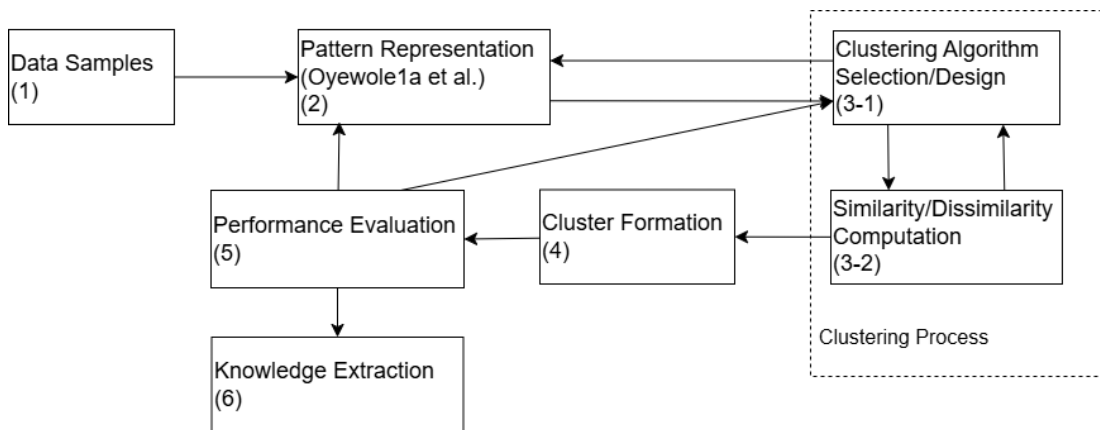 Data Samples
(1)
Pattern Representation
(Oyewole1a et al.)
(2)
Clustering Algorithm
Selection/Design
(3-1)
Performance Evaluation
(5)
Cluster Formation
(4)
Similarity/Dissimilarity
Computation
(3-2)
Clustering Process
Knowledge Extraction
(6)